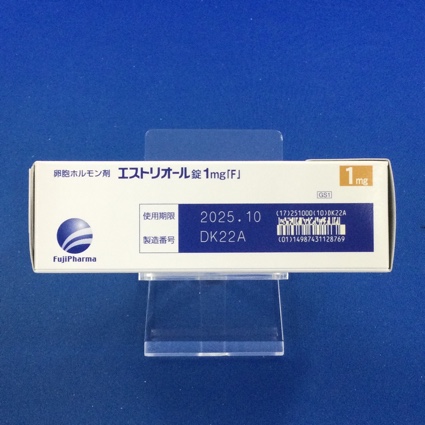 卵胞ホルモン剤 エストリオール錠1mg「F」
1mg
GS1
使用期限 2025.10
製造番号 DK22A
(17)251000(10)DK22A
(01)14987431128769
FujiPharma